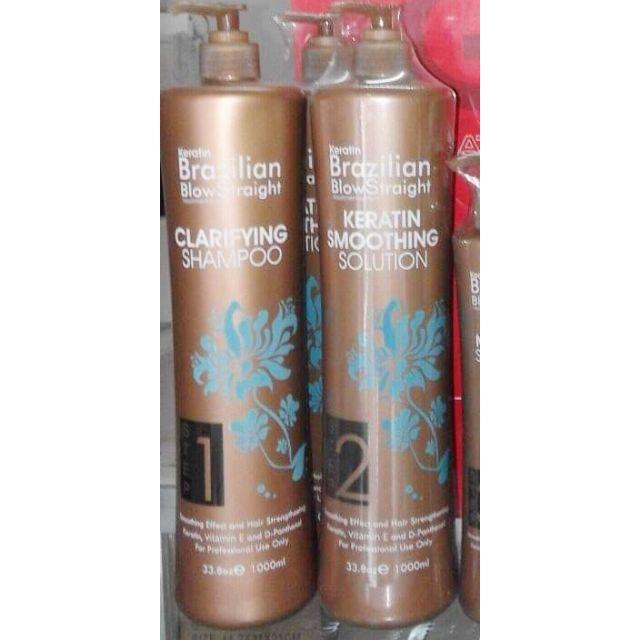 Keratin
Brazilian
BlowStraight
CLARIFYING
SHAMPOO
STEP
1
Smoothing Effect and Hair Strengthening
Keratin, Vitamin E and D-Panthenol
For Professional Use Only
33.8oz℮ 1000ml
Keratin
Brazilian
BlowStraight
KERATIN
SMOOTHING
SOLUTION
STEP
2
Smoothing Effect and Hair Strengthening
Keratin, Vitamin E and D-Panthenol
For Professional Use Only
33.8oz℮ 1000ml